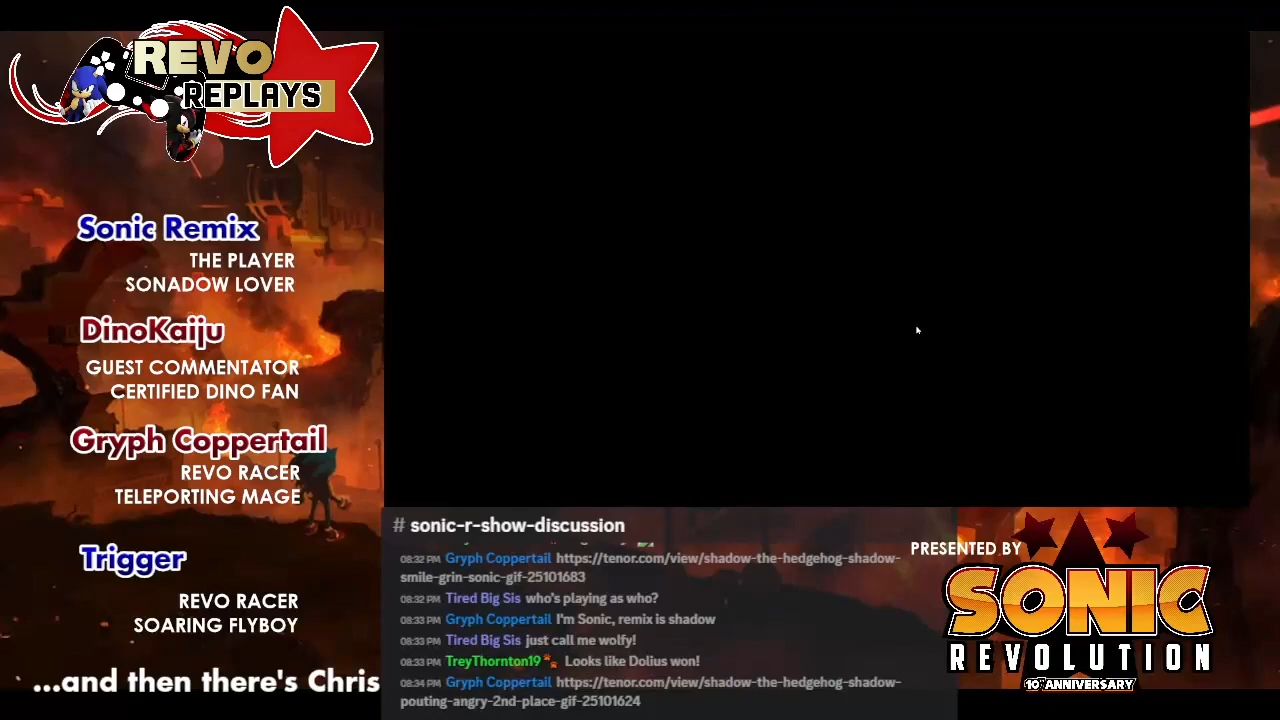 REVO
REPLAYS
Sonic Remix
THE PLAYER
SONADOW LOVER
DinoKaiju
GUEST COMMENTATOR
CERTIFIED DINO FAN
Gryph Coppertail
REVO RACER
TELEPORTING MAGE
Trigger
REVO RACER
SOARING FLYBOY
...and then there's Chris
# sonic-r-show-discussion
08:32 PM Gryph Coppertail https://tenor.com/view/shadow-the-hedgehog-shadow-
smile-grin-sonic-gif-25101683
08:32 PM Tired Big Sis who's playing as who?
08:33 PM Gryph Coppertail I'm Sonic, remix is shadow
08:33 PM Tired Big Sis just call me wolfy!
08:33 PM TreyThornton19🐾 Looks like Dolius won!
08:34 PM Gryph Coppertail https://tenor.com/view/shadow-the-hedgehog-shadow-
pouting-angry-2nd-place-gif-25101624
PRESENTED BY
SONIC
REVOLUTION
10TH ANNIVERSARY